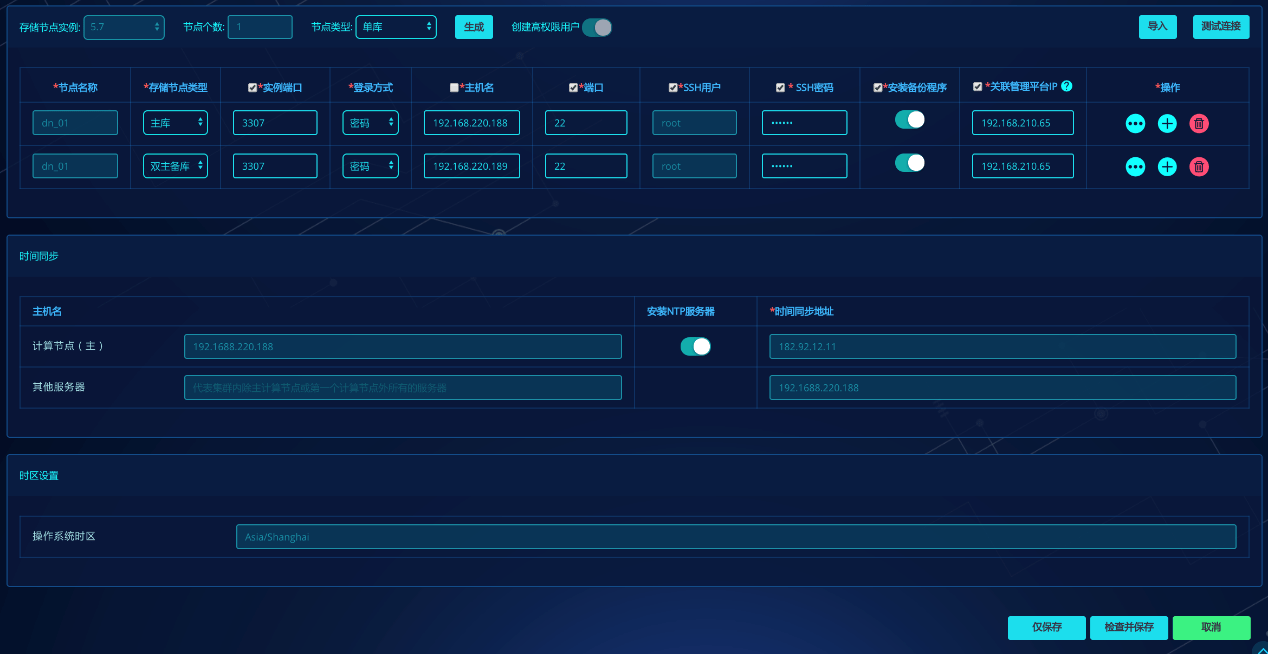 存储节点实例: 5.7 节点个数: 1 节点类型: 单库 生成 创建高权限用户 导入 测试连接
*节点名称 *存储节点类型 *实例端口 *登录方式 *主机名 *端口 *SSH用户 * SSH密码 *安装备份程序 *关联管理平台IP ? *操作
dn_01 主库 3307 密码 192.168.220.188 22 root •••••• 192.168.210.65
dn_01 双主备库 3307 密码 192.168.220.189 22 root •••••• 192.168.210.65
时间同步
主机名 安装NTP服务器 *时间同步地址
计算节点（主） 192.1688.220.188 182.92.12.11
其他服务器 代表集群内除主计算节点或第一个计算节点外所有的服务器 192.1688.220.188
时区设置
操作系统时区 Asia/Shanghai
仅保存 检查并保存 取消